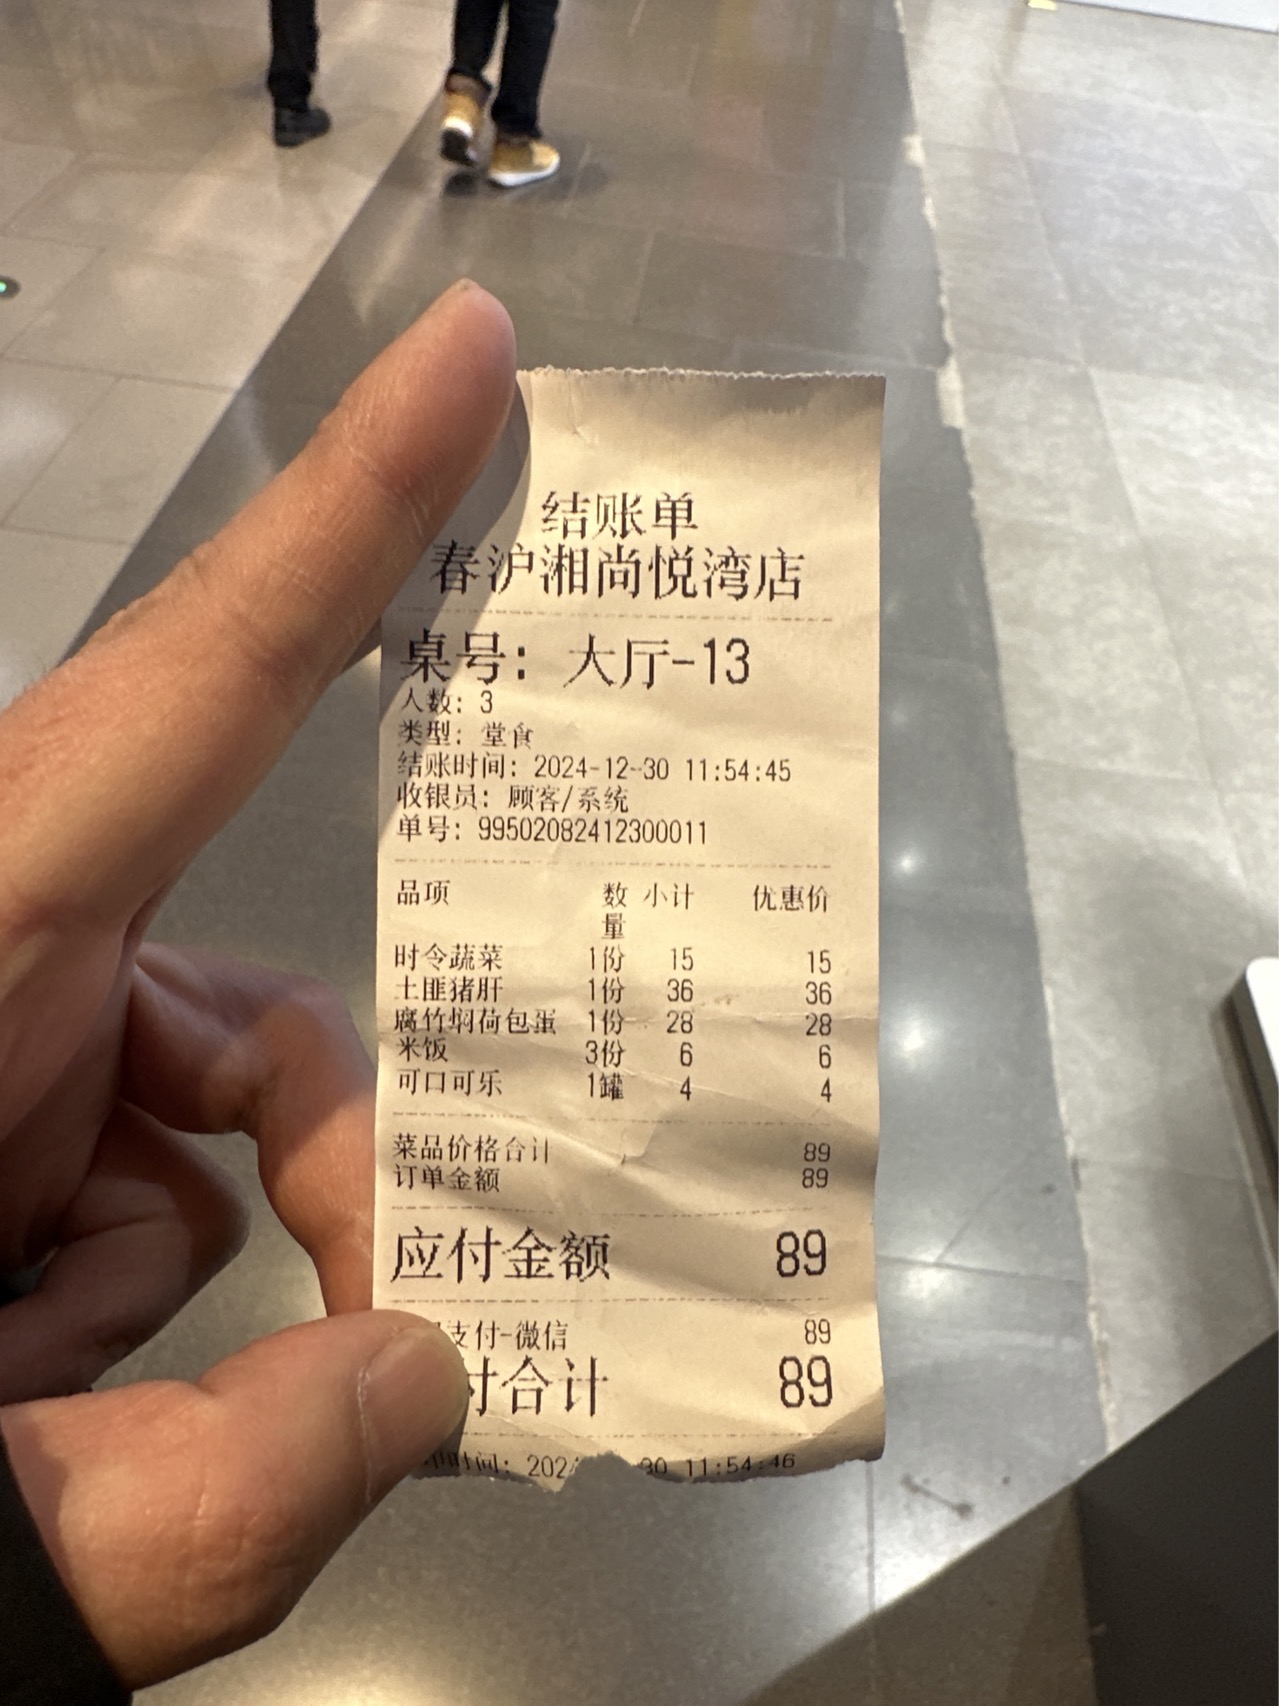 结账单
春沪湘尚悦湾店
桌号: 大厅-13
人数: 3
类型: 堂食
结账时间: 2024-12-30 11:54:45
收银员: 顾客/系统
单号: 99502082412300011
品项 数量 小计 优惠价
时令蔬菜 1份 15 15
土匪猪肝 1份 36 36
腐竹焖荷包蛋 1份 28 28
米饭 3份 6 6
可口可乐 1罐 4 4
菜品价格合计 89
订单金额 89
应付金额 89
支付-微信 89
付合计 89
时间: 202 30 11:54:46